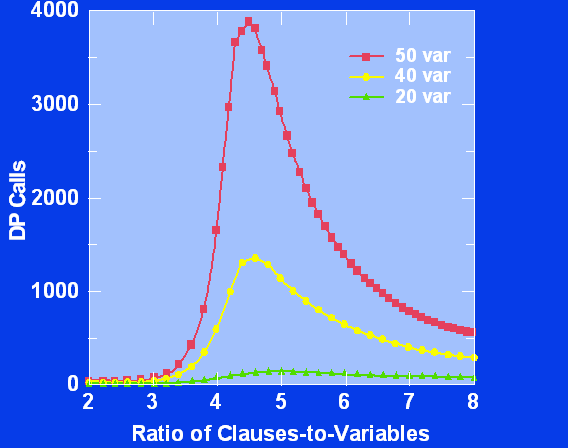 4000
3000
2000
1000
0
DP Calls
50 var
40 var
20 var
2 3 4 5 6 7 8
Ratio of Clauses-to-Variables